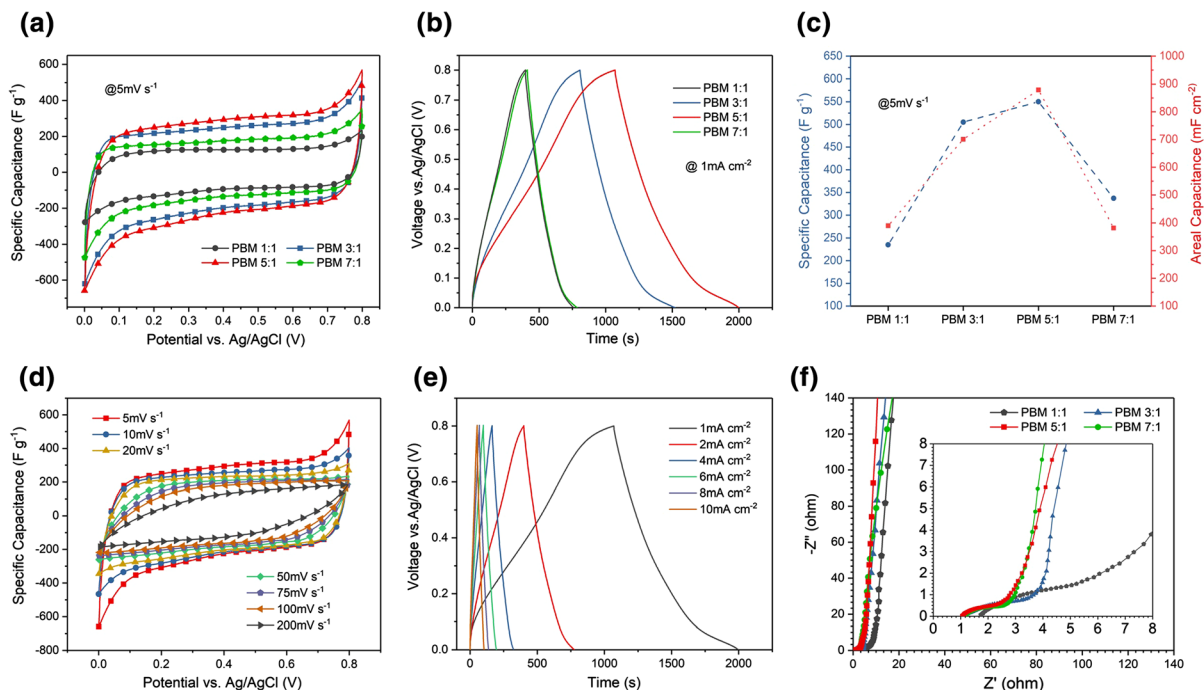 (a)
Specific Capacitance (F g⁻¹)
600
400
200
0
-200
-400
-600
@5mV s⁻¹
PBM 1:1
PBM 3:1
PBM 5:1
PBM 7:1
0.0 0.1 0.2 0.3 0.4 0.5 0.6 0.7 0.8
Potential vs. Ag/AgCl (V)
(b)
Voltage vs.Ag/AgCl (V)
0.8
0.7
0.6
0.5
0.4
0.3
0.2
0.1
0.0
PBM 1:1
PBM 3:1
PBM 5:1
PBM 7:1
@ 1mA cm⁻²
0 500 1000 1500 2000
Time (s)
(c)
Specific Capacitance (F g⁻¹)
650
600
550
500
450
400
350
300
250
200
150
100
@5mV s⁻¹
1000
900
800
700
600
500
400
300
200
100
Areal Capacitance (mF cm⁻²)
PBM 1:1 PBM 3:1 PBM 5:1 PBM 7:1
(d)
Specific Capacitance (F g⁻¹)
600
400
200
0
-200
-400
-600
-800
5mV s⁻¹
10mV s⁻¹
20mV s⁻¹
50mV s⁻¹
75mV s⁻¹
100mV s⁻¹
200mV s⁻¹
0.0 0.2 0.4 0.6 0.8
Potential vs. Ag/AgCl (V)
(e)
Voltage vs.Ag/AgCl (V)
0.8
0.6
0.4
0.2
0.0
1mA cm⁻²
2mA cm⁻²
4mA cm⁻²
6mA cm⁻²
8mA cm⁻²
10mA cm⁻²
0 500 1000 1500 2000
Time (s)
(f)
-Z" (ohm)
140
120
100
80
60
40
20
0
PBM 1:1
PBM 3:1
PBM 5:1
PBM 7:1
8
7
6
5
4
3
2
1
0
0 1 2 3 4 5 6 7 8
0 20 40 60 80 100 120 140
Z' (ohm)